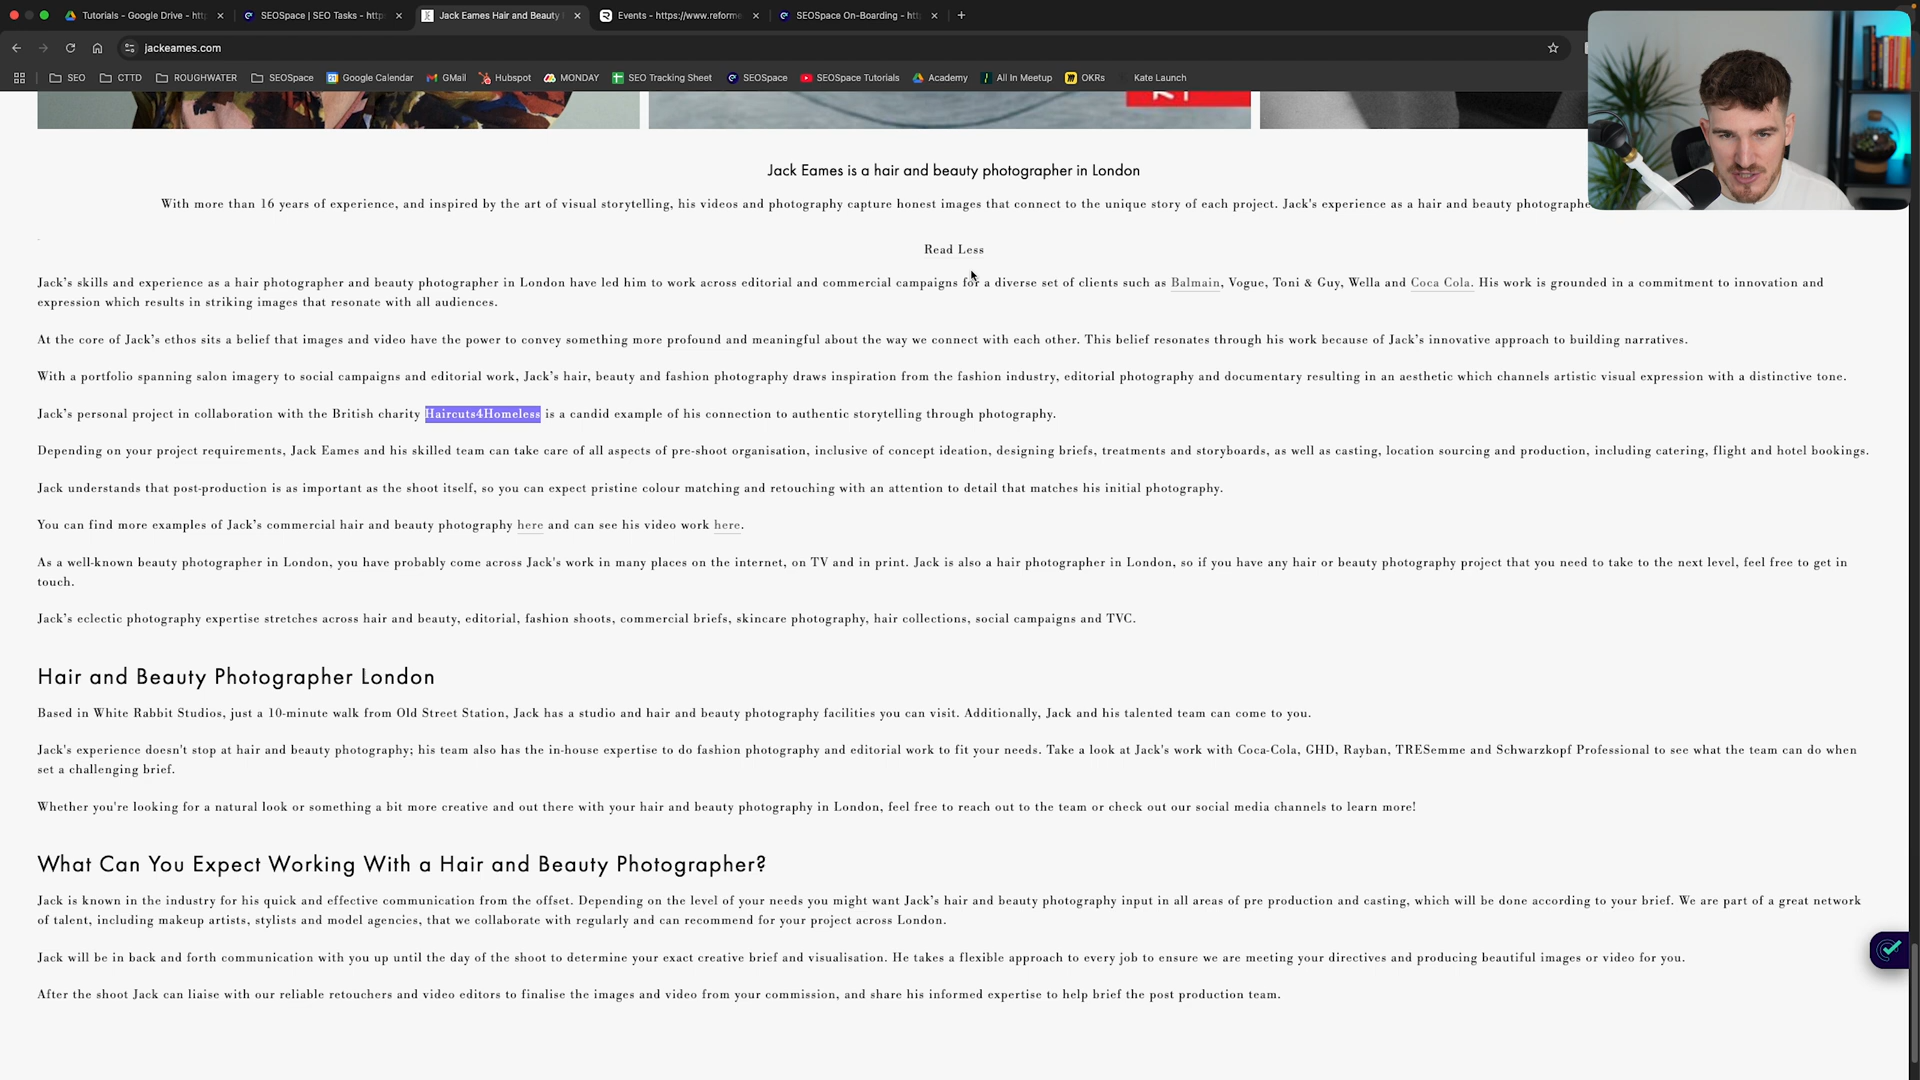 Tutorials - Google Drive - htt
SEOSpace | SEO Tasks - https
Jack Eames Hair and Beauty
Events - https://www.reforme
SEOSpace On-Boarding - htt
jackeames.com
SEO
CTTD
ROUGHWATER
SEOSpace
Google Calendar
GMail
Hubspot
MONDAY
SEO Tracking Sheet
SEOSpace
SEOSpace Tutorials
Academy
All In Meetup
OKRs
Kate Launch
Jack Eames is a hair and beauty photographer in London
With more than 16 years of experience, and inspired by the art of visual storytelling, his videos and photography capture honest images that connect to the unique story of each project. Jack's experience as a hair and beauty photographe
Read Less
Jack’s skills and experience as a hair photographer and beauty photographer in London have led him to work across editorial and commercial campaigns for a diverse set of clients such as Balmain, Vogue, Toni & Guy, Wella and Coca Cola. His work is grounded in a commitment to innovation and
expression which results in striking images that resonate with all audiences.
At the core of Jack’s ethos sits a belief that images and video have the power to convey something more profound and meaningful about the way we connect with each other. This belief resonates through his work because of Jack’s innovative approach to building narratives.
With a portfolio spanning salon imagery to social campaigns and editorial work, Jack’s hair, beauty and fashion photography draws inspiration from the fashion industry, editorial photography and documentary resulting in an aesthetic which channels artistic visual expression with a distinctive tone.
Jack’s personal project in collaboration with the British charity Haircuts4Homeless is a candid example of his connection to authentic storytelling through photography.
Depending on your project requirements, Jack Eames and his skilled team can take care of all aspects of pre-shoot organisation, inclusive of concept ideation, designing briefs, treatments and storyboards, as well as casting, location sourcing and production, including catering, flight and hotel bookings.
Jack understands that post-production is as important as the shoot itself, so you can expect pristine colour matching and retouching with an attention to detail that matches his initial photography.
You can find more examples of Jack’s commercial hair and beauty photography here and can see his video work here.
As a well-known beauty photographer in London, you have probably come across Jack's work in many places on the internet, on TV and in print. Jack is also a hair photographer in London, so if you have any hair or beauty photography project that you need to take to the next level, feel free to get in
touch.
Jack’s eclectic photography expertise stretches across hair and beauty, editorial, fashion shoots, commercial briefs, skincare photography, hair collections, social campaigns and TVC.
Hair and Beauty Photographer London
Based in White Rabbit Studios, just a 10-minute walk from Old Street Station, Jack has a studio and hair and beauty photography facilities you can visit. Additionally, Jack and his talented team can come to you.
Jack's experience doesn't stop at hair and beauty photography; his team also has the in-house expertise to do fashion photography and editorial work to fit your needs. Take a look at Jack's work with Coca-Cola, GHD, Rayban, TRESemme and Schwarzkopf Professional to see what the team can do when
set a challenging brief.
Whether you're looking for a natural look or something a bit more creative and out there with your hair and beauty photography in London, feel free to reach out to the team or check out our social media channels to learn more!
What Can You Expect Working With a Hair and Beauty Photographer?
Jack is known in the industry for his quick and effective communication from the offset. Depending on the level of your needs you might want Jack’s hair and beauty photography input in all areas of pre production and casting, which will be done according to your brief. We are part of a great network
of talent, including makeup artists, stylists and model agencies, that we collaborate with regularly and can recommend for your project across London.
Jack will be in back and forth communication with you up until the day of the shoot to determine your exact creative brief and visualisation. He takes a flexible approach to every job to ensure we are meeting your directives and producing beautiful images or video for you.
After the shoot Jack can liaise with our reliable retouchers and video editors to finalise the images and video from your commission, and share his informed expertise to help brief the post production team.